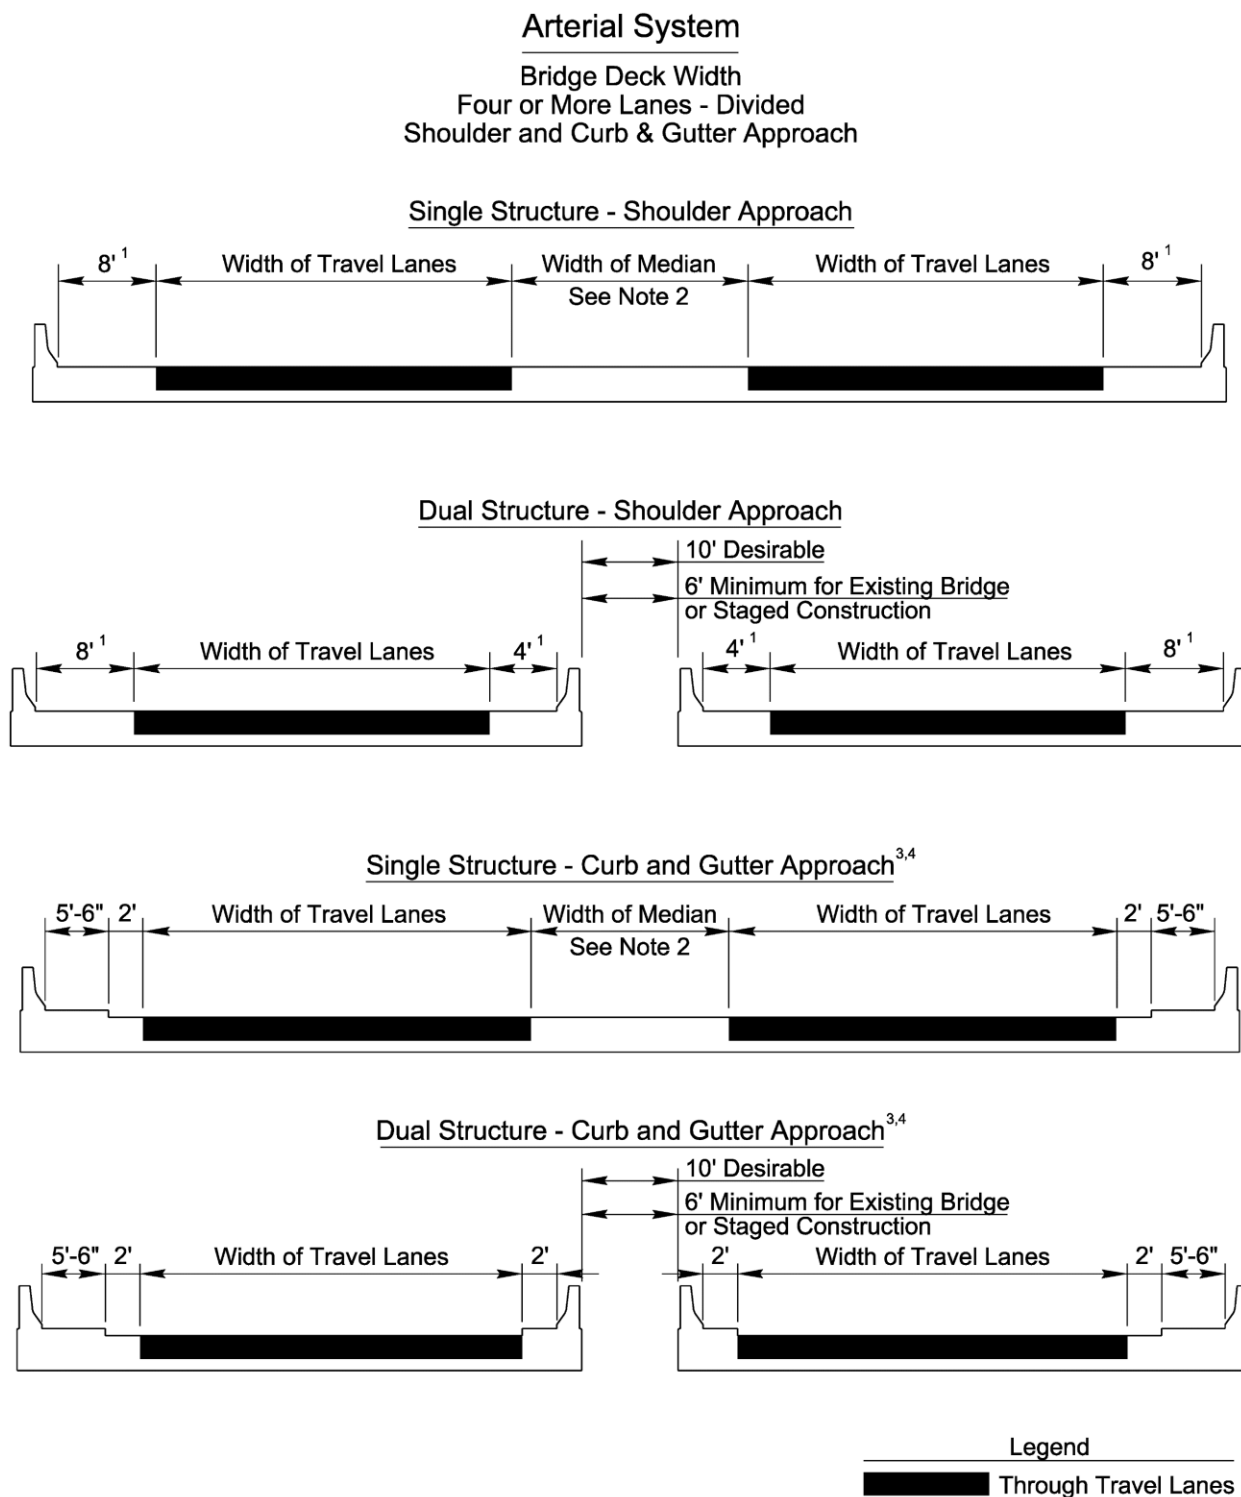 Arterial System
Bridge Deck Width
Four or More Lanes - Divided
Shoulder and Curb & Gutter Approach
Single Structure - Shoulder Approach
8' 1 Width of Travel Lanes Width of Median Width of Travel Lanes 8' 1
See Note 2
Dual Structure - Shoulder Approach
10' Desirable
6' Minimum for Existing Bridge
or Staged Construction
8' 1 Width of Travel Lanes 4' 1 4' 1 Width of Travel Lanes 8' 1
Single Structure - Curb and Gutter Approach 3,4
5'-6" 2' Width of Travel Lanes Width of Median Width of Travel Lanes 2' 5'-6"
See Note 2
Dual Structure - Curb and Gutter Approach 3,4
10' Desirable
6' Minimum for Existing Bridge
or Staged Construction
5'-6" 2' Width of Travel Lanes 2' 2' Width of Travel Lanes 2' 5'-6"
Legend
Through Travel Lanes